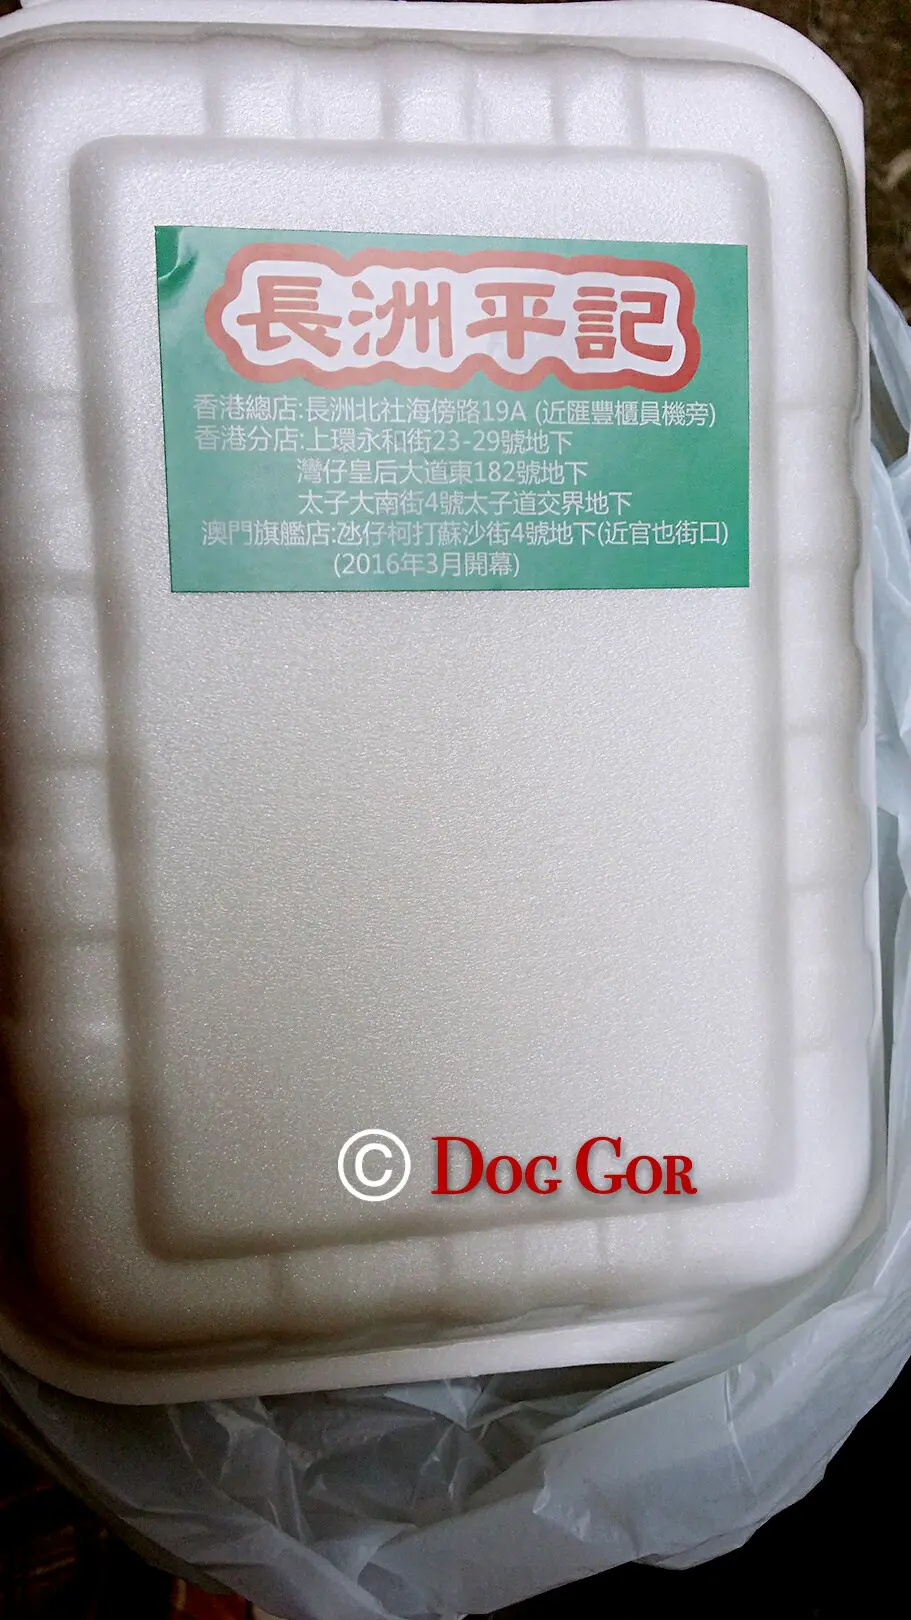 長洲平記
香港總店:長洲北社海傍路19A (近匯豐櫃員機旁)
香港分店:上環永和街23-29號地下
灣仔皇后大道東182號地下
太子大南街4號太子道交界地下
澳門旗艦店:氹仔柯打蘇沙街4號地下(近官也街口)
(2016年3月開幕)
© Dog Gor